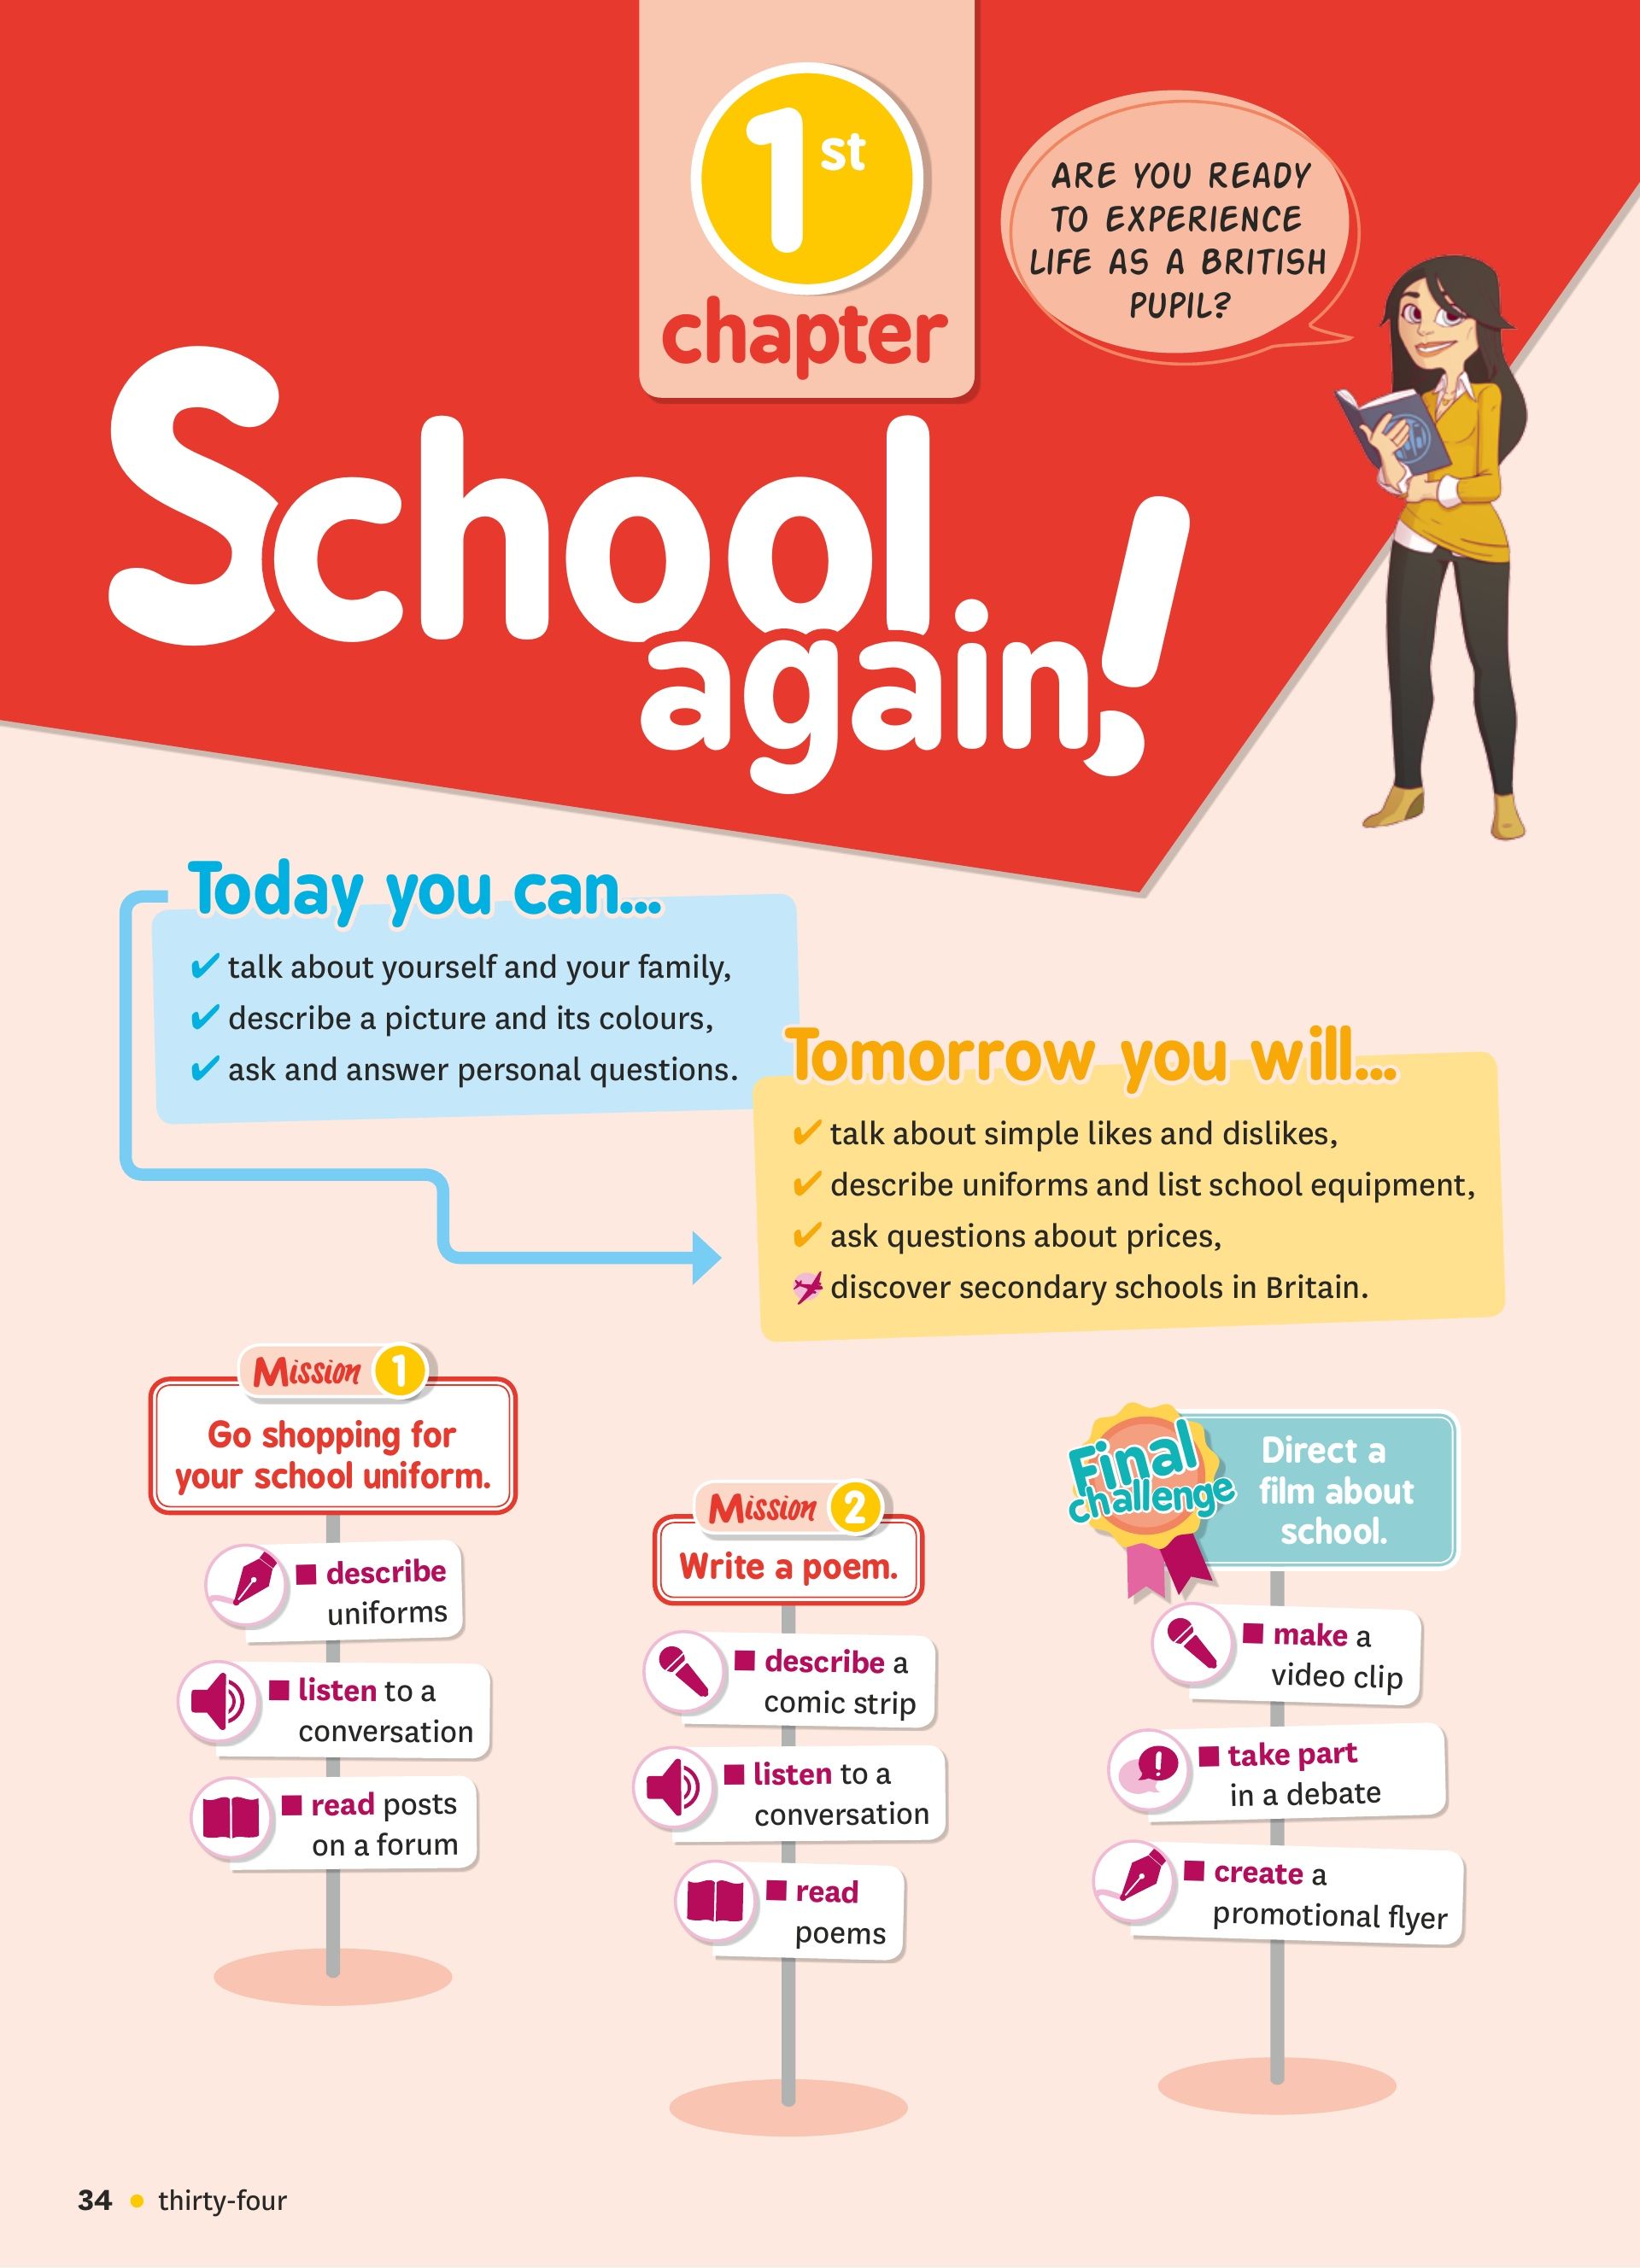 1st
chapter
ARE YOU READY
TO EXPERIENCE
LIFE AS A BRITISH
PUPIL?
School
again!
Today you can...
✔ talk about yourself and your family,
✔ describe a picture and its colours,
✔ ask and answer personal questions.
Tomorrow you will...
✔ talk about simple likes and dislikes,
✔ describe uniforms and list school equipment,
✔ ask questions about prices,
discover secondary schools in Britain.
Mission 1
Go shopping for
your school uniform.
■ describe
uniforms
■ listen to a
conversation
■ read posts
on a forum
Mission 2
Write a poem.
■ describe a
comic strip
■ listen to a
conversation
■ read
poems
Final
challenge
Direct a
film about
school.
■ make a
video clip
■ take part
in a debate
■ create a
promotional flyer
34 • thirty-four